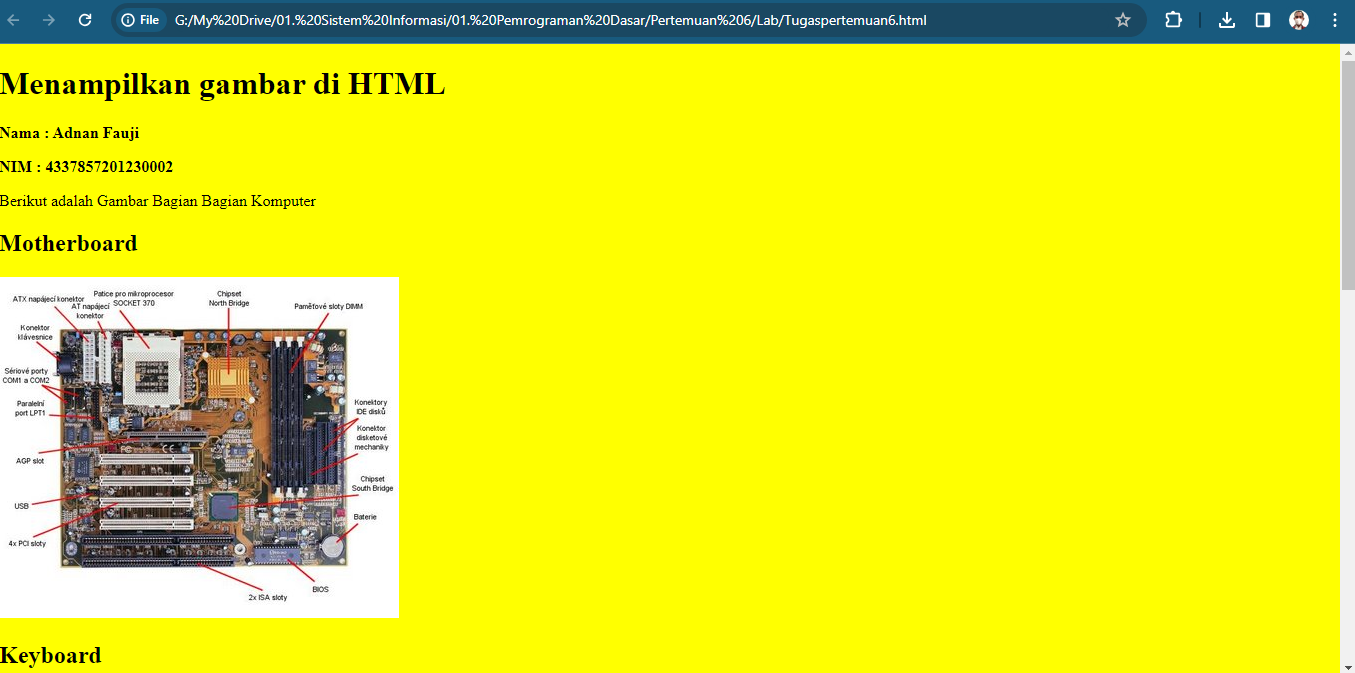 File
G:/My%20Drive/01.%20Sistem%20Informasi/01.%20Pemrograman%20Dasar/Pertemuan%206/Lab/Tugaspertemuan6.html
Menampilkan gambar di HTML
Nama : Adnan Fauji
NIM : 4337857201230002
Berikut adalah Gambar Bagian Bagian Komputer
Motherboard
ATX napájecí konektor
AT napájecí
konektor
Patice pro mikroprocesor
SOCKET 370
Chipset
North Bridge
Paměťové sloty DIMM
Konektor
klávesnice
Sériové porty
COM1 a COM2
Paralelní
port LPT1
Konektory
IDE disků
Konektor
disketové
mechaniky
AGP slot
Chipset
South Bridge
USB
Baterie
4x PCI sloty
BIOS
2x ISA sloty
Keyboard